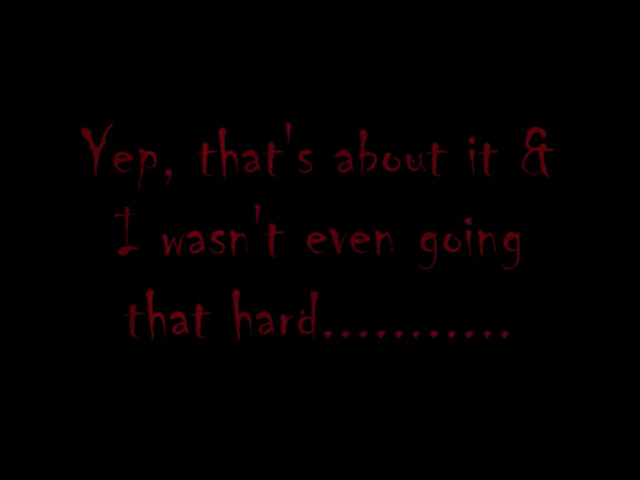 Yep, that's about it &
I wasn't even going
that hard...........